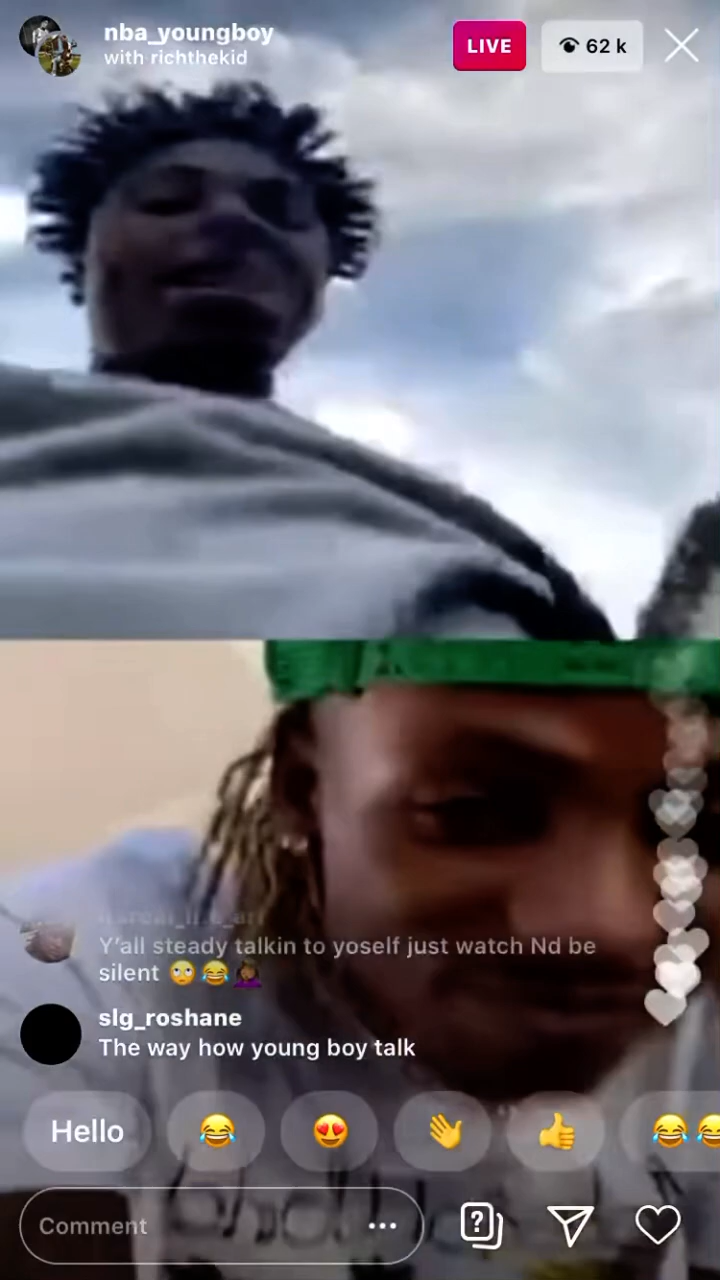 nba_youngboy
with richthekid
LIVE
62 k
Y'all steady talkin to yoself just watch Nd be
silent 🙄😂🤦🏾‍♀️
slg_roshane
The way how young boy talk
Hello 😂 😍 👋 👍 😂😂
Comment